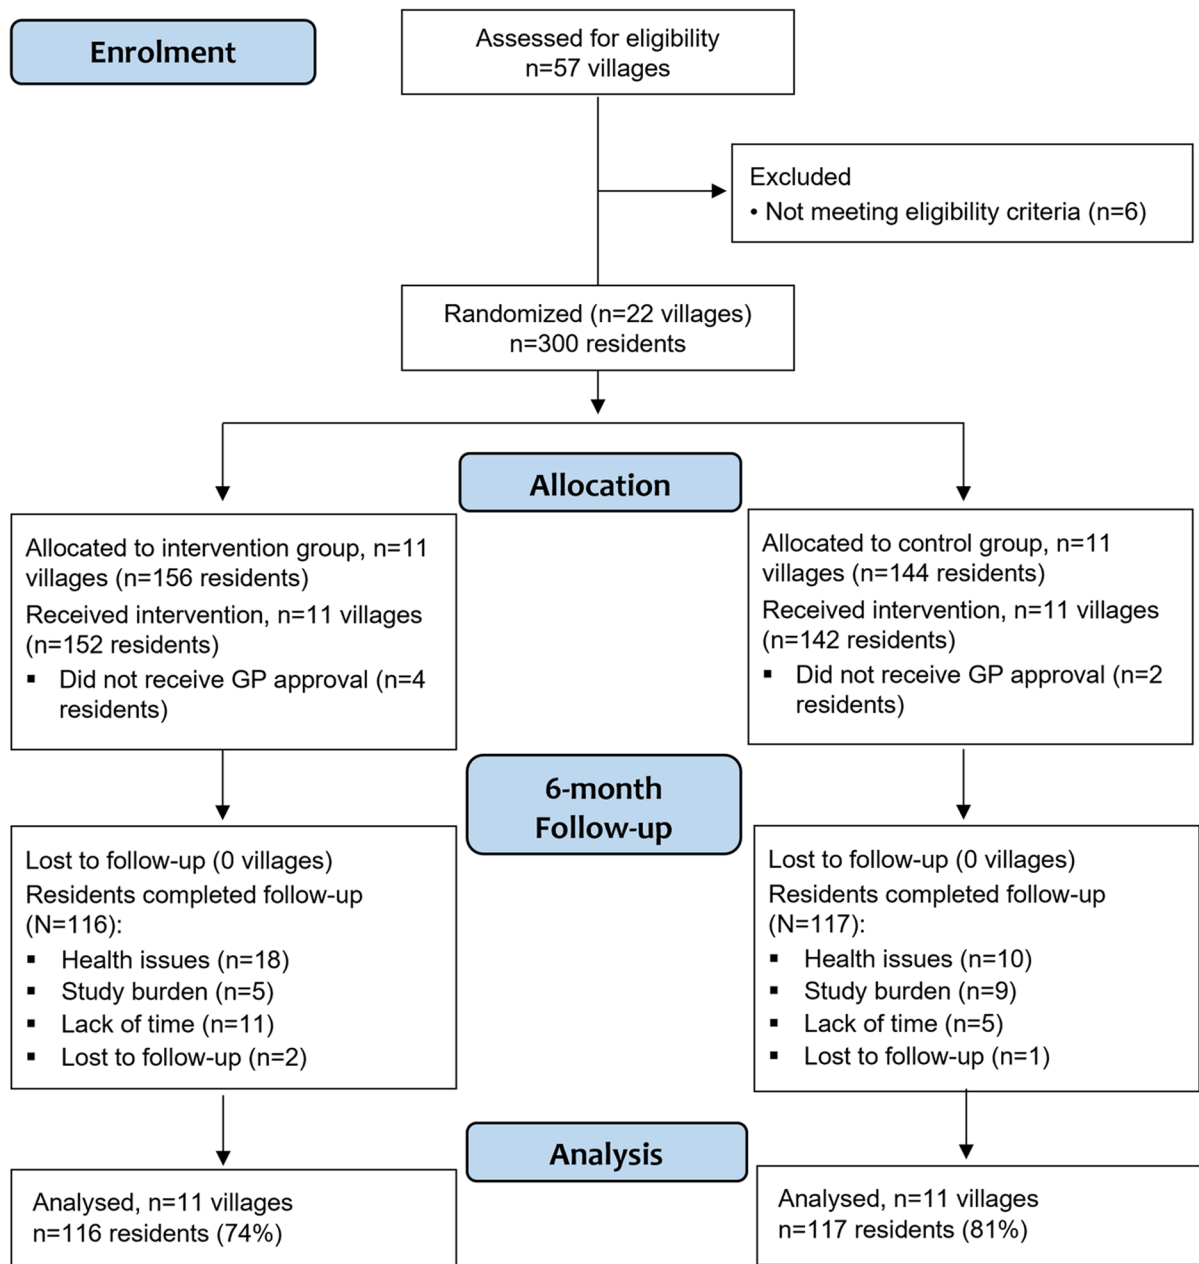 Enrolment
Assessed for eligibility
n=57 villages
Excluded
• Not meeting eligibility criteria (n=6)
Randomized (n=22 villages)
n=300 residents
Allocation
Allocated to intervention group, n=11
villages (n=156 residents)
Received intervention, n=11 villages
(n=152 residents)
▪ Did not receive GP approval (n=4
residents)
Allocated to control group, n=11
villages (n=144 residents)
Received intervention, n=11 villages
(n=142 residents)
▪ Did not receive GP approval (n=2
residents)
6-month
Follow-up
Lost to follow-up (0 villages)
Residents completed follow-up
(N=116):
▪ Health issues (n=18)
▪ Study burden (n=5)
▪ Lack of time (n=11)
▪ Lost to follow-up (n=2)
Lost to follow-up (0 villages)
Residents completed follow-up
(N=117):
▪ Health issues (n=10)
▪ Study burden (n=9)
▪ Lack of time (n=5)
▪ Lost to follow-up (n=1)
Analysis
Analysed, n=11 villages
n=116 residents (74%)
Analysed, n=11 villages
n=117 residents (81%)